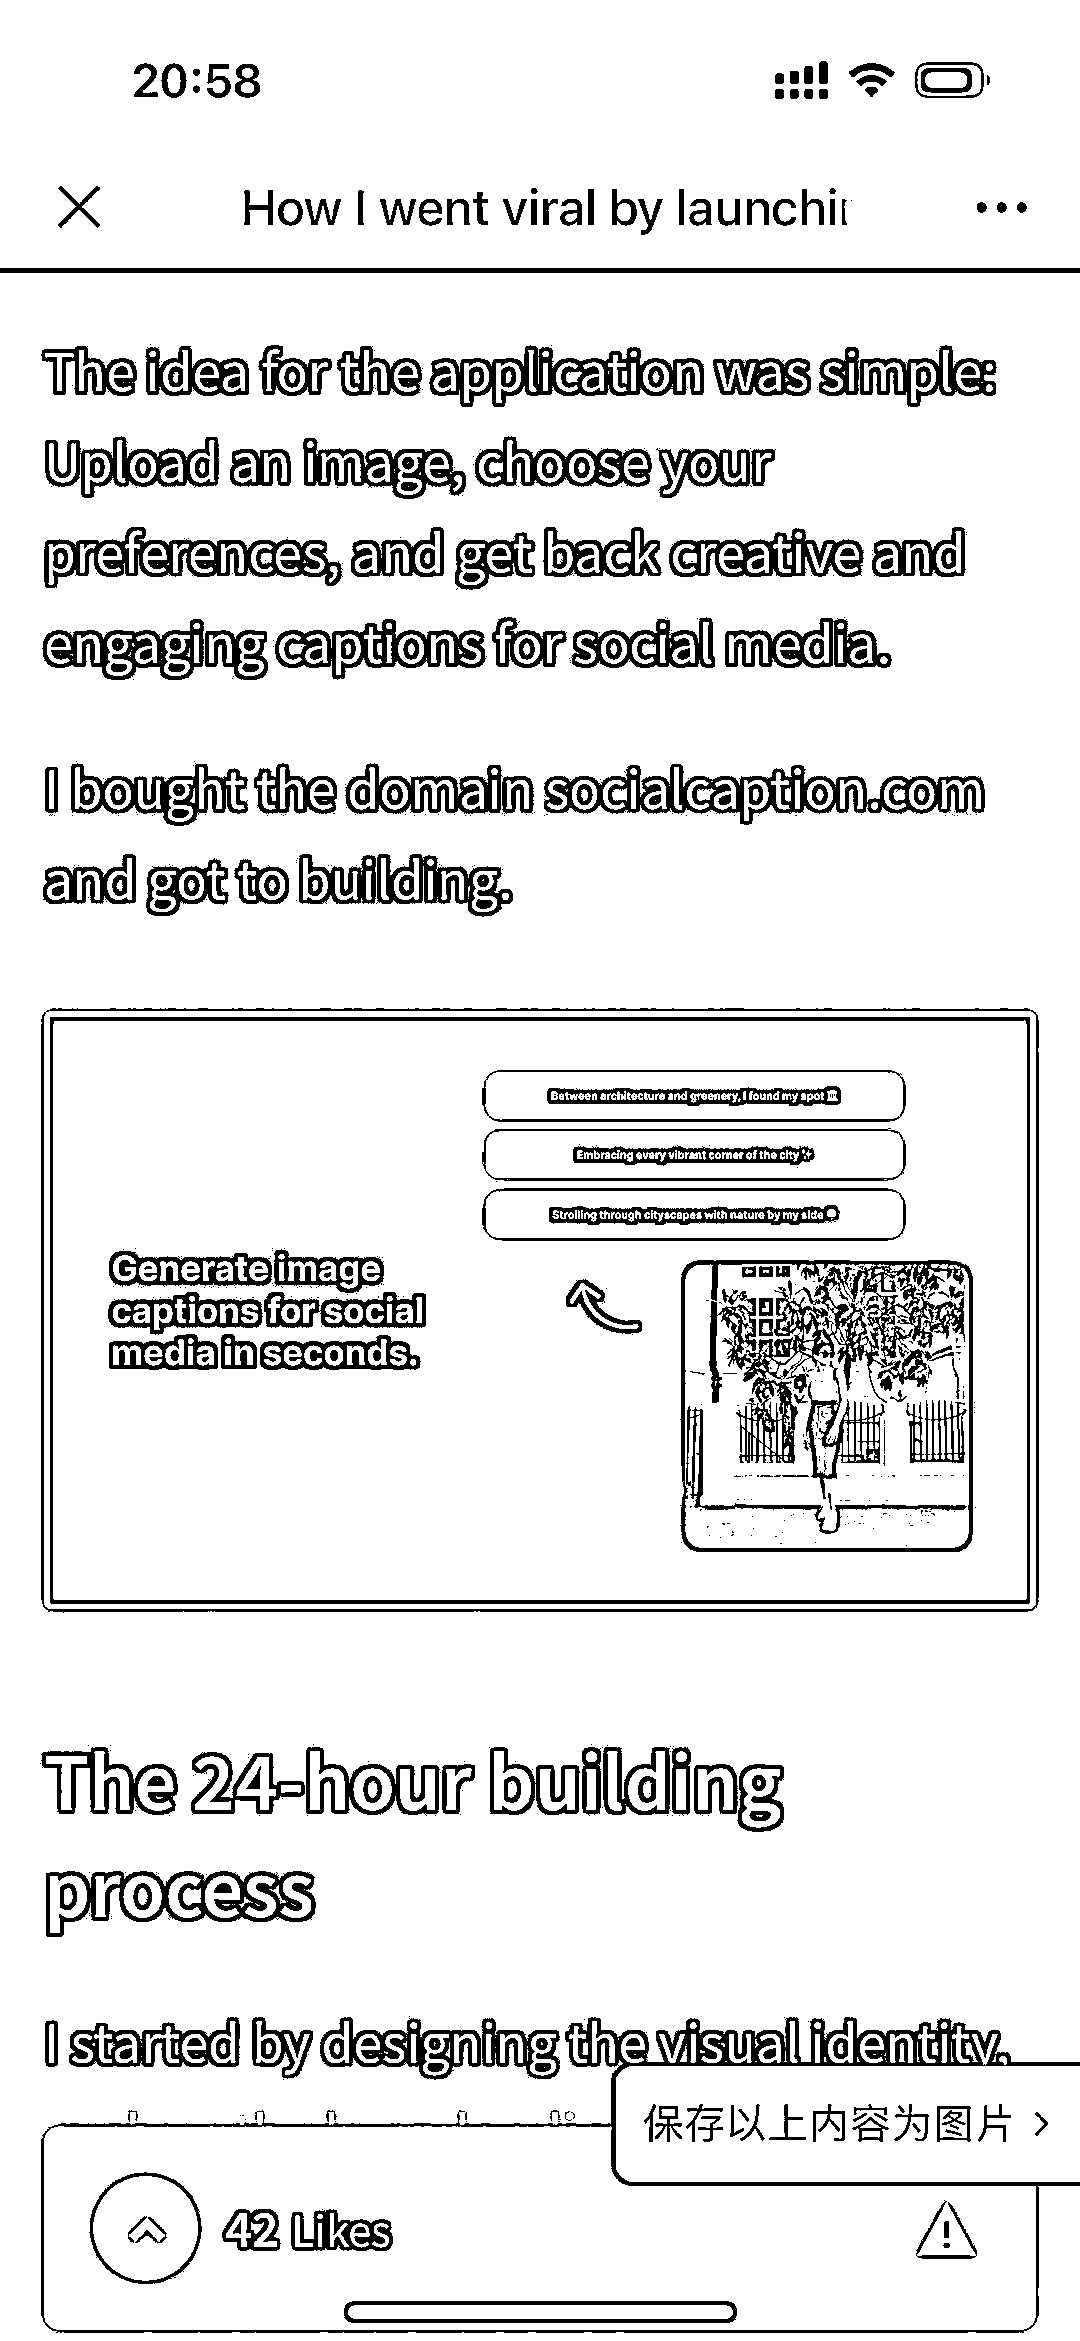 20:58
How I went viral by launchi
The idea for the application was simple:
Upload an image, choose your
preferences, and get back creative and
engaging captions for social media.
I bought the domain socialcaption.com
and got to building.
Between architecture and greenery, I found my spot 🏛
Embracing every vibrant corner of the city ✨
Strolling through cityscapes with nature by my side
Generate image
captions for social
media in seconds.
The 24-hour building
process
I started by designing the visual identity.
保存以上内容为图片
42 Likes